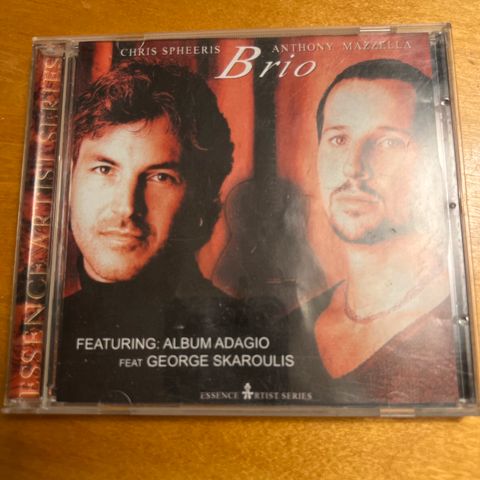 CHRIS SPHEERIS ANTHONY MAZZELLA
Brio
ESSENCE ARTIST SERIES
FEATURING: ALBUM ADAGIO
FEAT GEORGE SKAROULIS
ESSENCE ARTIST SERIES